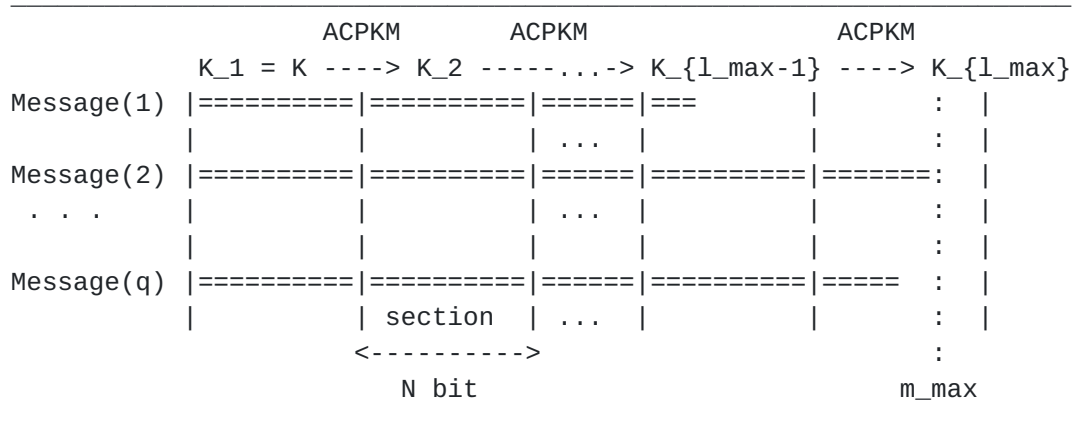 ACPKM ACPKM ACPKM
K_1 = K ----> K_2 -----...-> K_{l_max-1} ----> K_{l_max}
Message(1) |==========|==========|======|=== | : |
| | | ... | | : |
Message(2) |==========|==========|======|==========|=======: |
. . . | | | ... | | : |
| | | | | : |
Message(q) |==========|==========|======|==========|===== : |
| | section | ... | | : |
<----------> :
N bit m_max